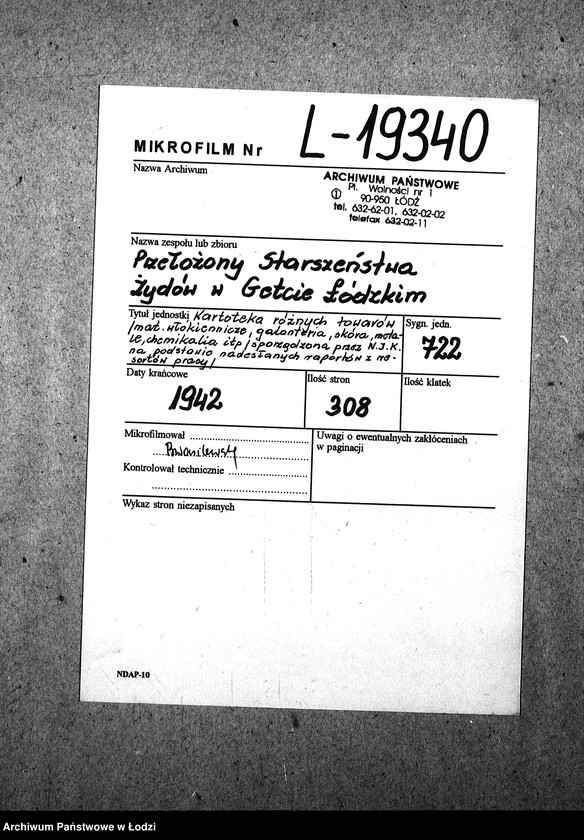 MIKROFILM Nr L-19340
Nazwa Archiwum
ARCHIWUM PAŃSTWOWE
Pl. Wolności nr 1
90-950 ŁÓDŹ
tel. 632-62-01, 632-02-02
telefax 632-02-11
Nazwa zespołu lub zbioru
Przełożony Starszeństwa
Żydów w Getcie Łódzkim
Tytuł jednostki Kartoteka różnych towarów
/mat. włókiennicze, galanteria, skóra, meta-
le, chemikalia itp/ sporządzona przez N.I.K.
na podstawie nadesłanych raportów z re-
sortów pracy/
Sygn. jedn.
722
Daty krańcowe
1942
Ilość stron
308
Ilość klatek
Mikrofilmował
Kontrolował technicznie
Uwagi o ewentualnych zakłóceniach
w paginacji
Wykaz stron niezapisanych
NDAP-10
Archiwum Państwowe w Łodzi